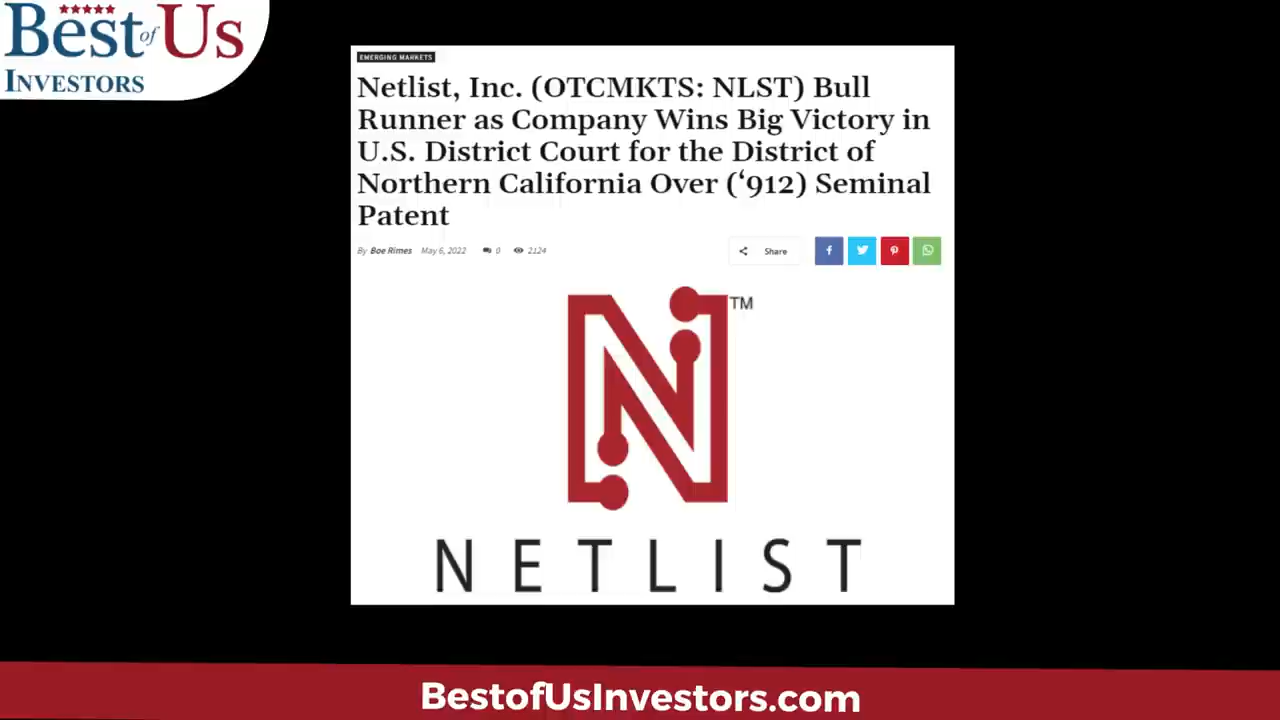 Best of Us
INVESTORS
EMERGING MARKETS
Netlist, Inc. (OTCMKTS: NLST) Bull
Runner as Company Wins Big Victory in
U.S. District Court for the District of
Northern California Over (‘912) Seminal
Patent
By Boe Rimes May 6, 2022 0 2124
Share
TM
NETLIST
BestofUsInvestors.com